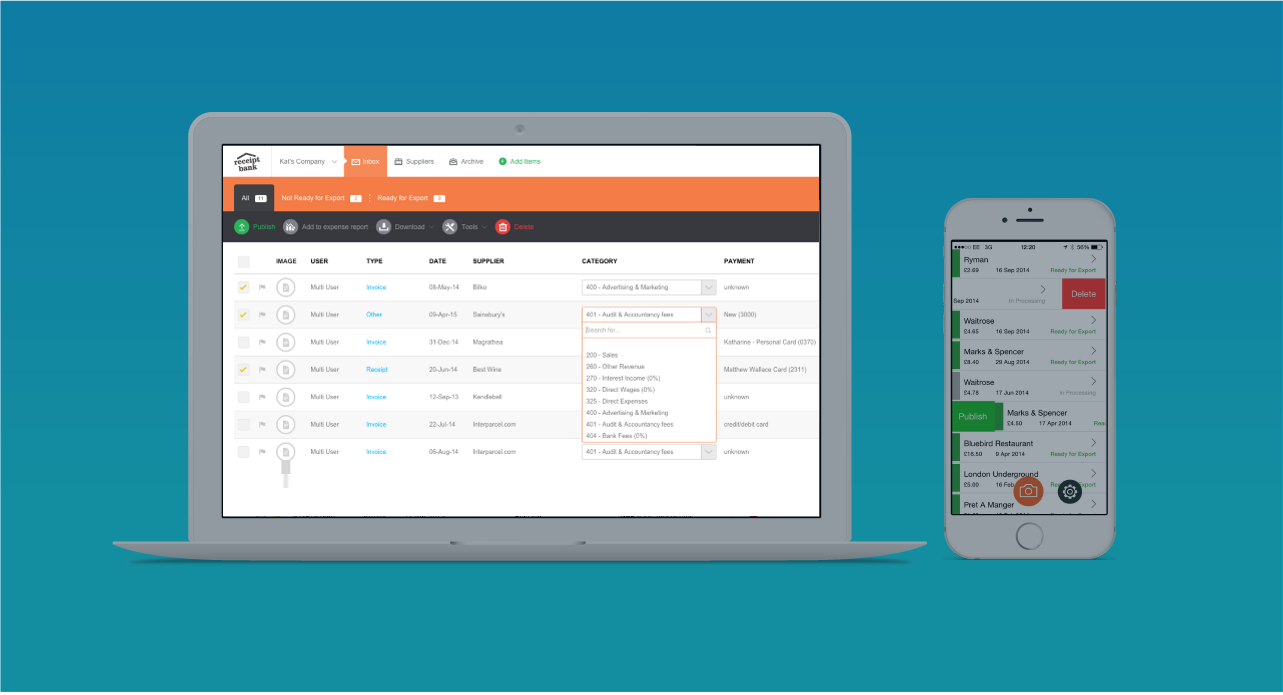 receipt bank
Kat's Company
Inbox
Suppliers
Archive
Add Items
All 11
Not Ready for Export
Ready for Export
Publish
Add to expense report
Download
Tools
Delete
IMAGE USER TYPE DATE SUPPLIER CATEGORY PAYMENT
Multi User Invoice 08-May-14 Bilko 400 - Advertising & Marketing unknown
Multi User Other 09-Apr-15 Sainsbury's 401 - Audit & Accountancy fees New (3000)
Search for...
Multi User Invoice 31-Dec-14 Magrathea Katharine - Personal Card (0370)
200 - Sales
260 - Other Revenue
Multi User Receipt 20-Jun-14 Best Wine Matthew Wallace Card (2311)
270 - Interest Income (0%)
320 - Direct Wages (0%)
Multi User Invoice 12-Sep-13 Kendlebell unknown
325 - Direct Expenses
400 - Advertising & Marketing
Multi User Invoice 22-Jul-14 Interparcel.com 401 - Audit & Accountancy fees credit/debit card
404 - Bank Fees (0%)
Multi User Invoice 08-Aug-14 Interparcel.com 401 - Audit & Accountancy fees unknown
3G 12:20 56%
Ryman
£2.69 16 Sep 2014 Ready for Export
Sep 2014 In Processing Delete
Waitrose
£4.65 16 Sep 2014 Ready for Export
Marks & Spencer
£8.40 29 Aug 2014 Ready for Export
Waitrose
£4.78 17 Jun 2014 In Processing
Publish
Marks & Spencer
£4.50 17 Apr 2014 Rea
Bluebird Restaurant
£16.50 9 Apr 2014 Ready for Export
London Underground
£5.00 16 Feb
Pret A Manger